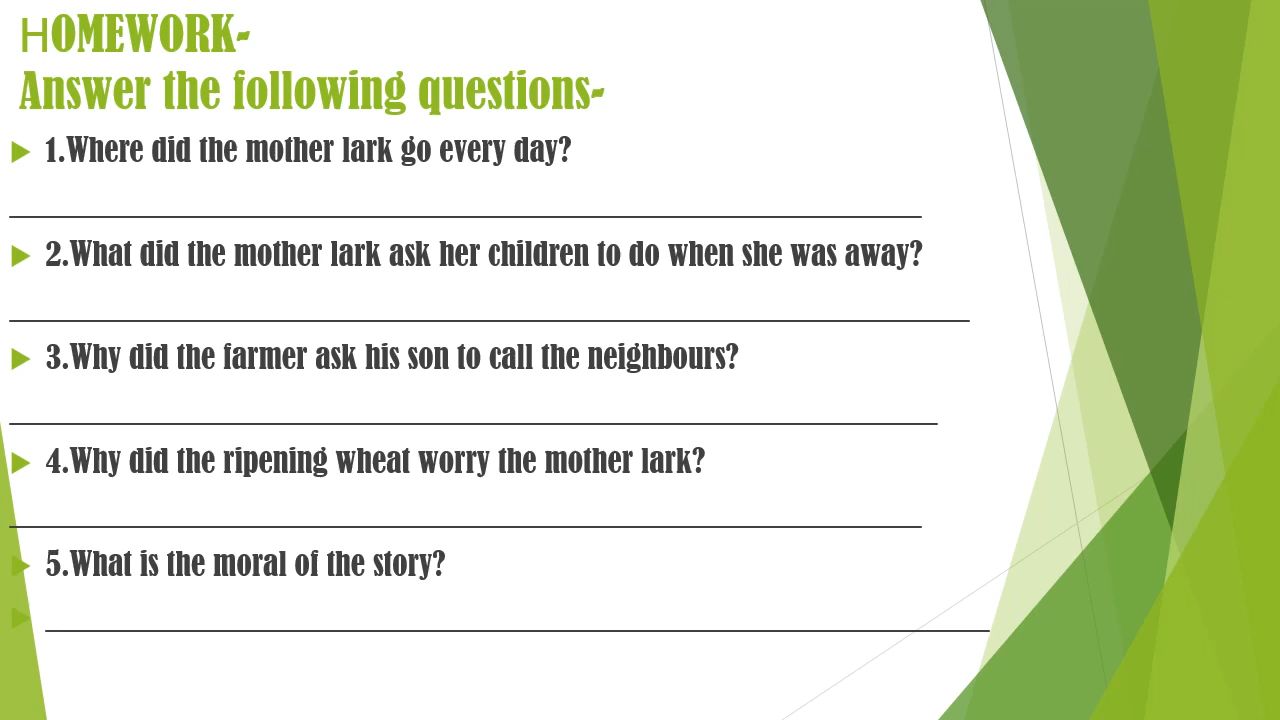 HOMEWORK-
Answer the following questions-
1.Where did the mother lark go every day?
2.What did the mother lark ask her children to do when she was away?
3.Why did the farmer ask his son to call the neighbours?
4.Why did the ripening wheat worry the mother lark?
5.What is the moral of the story?